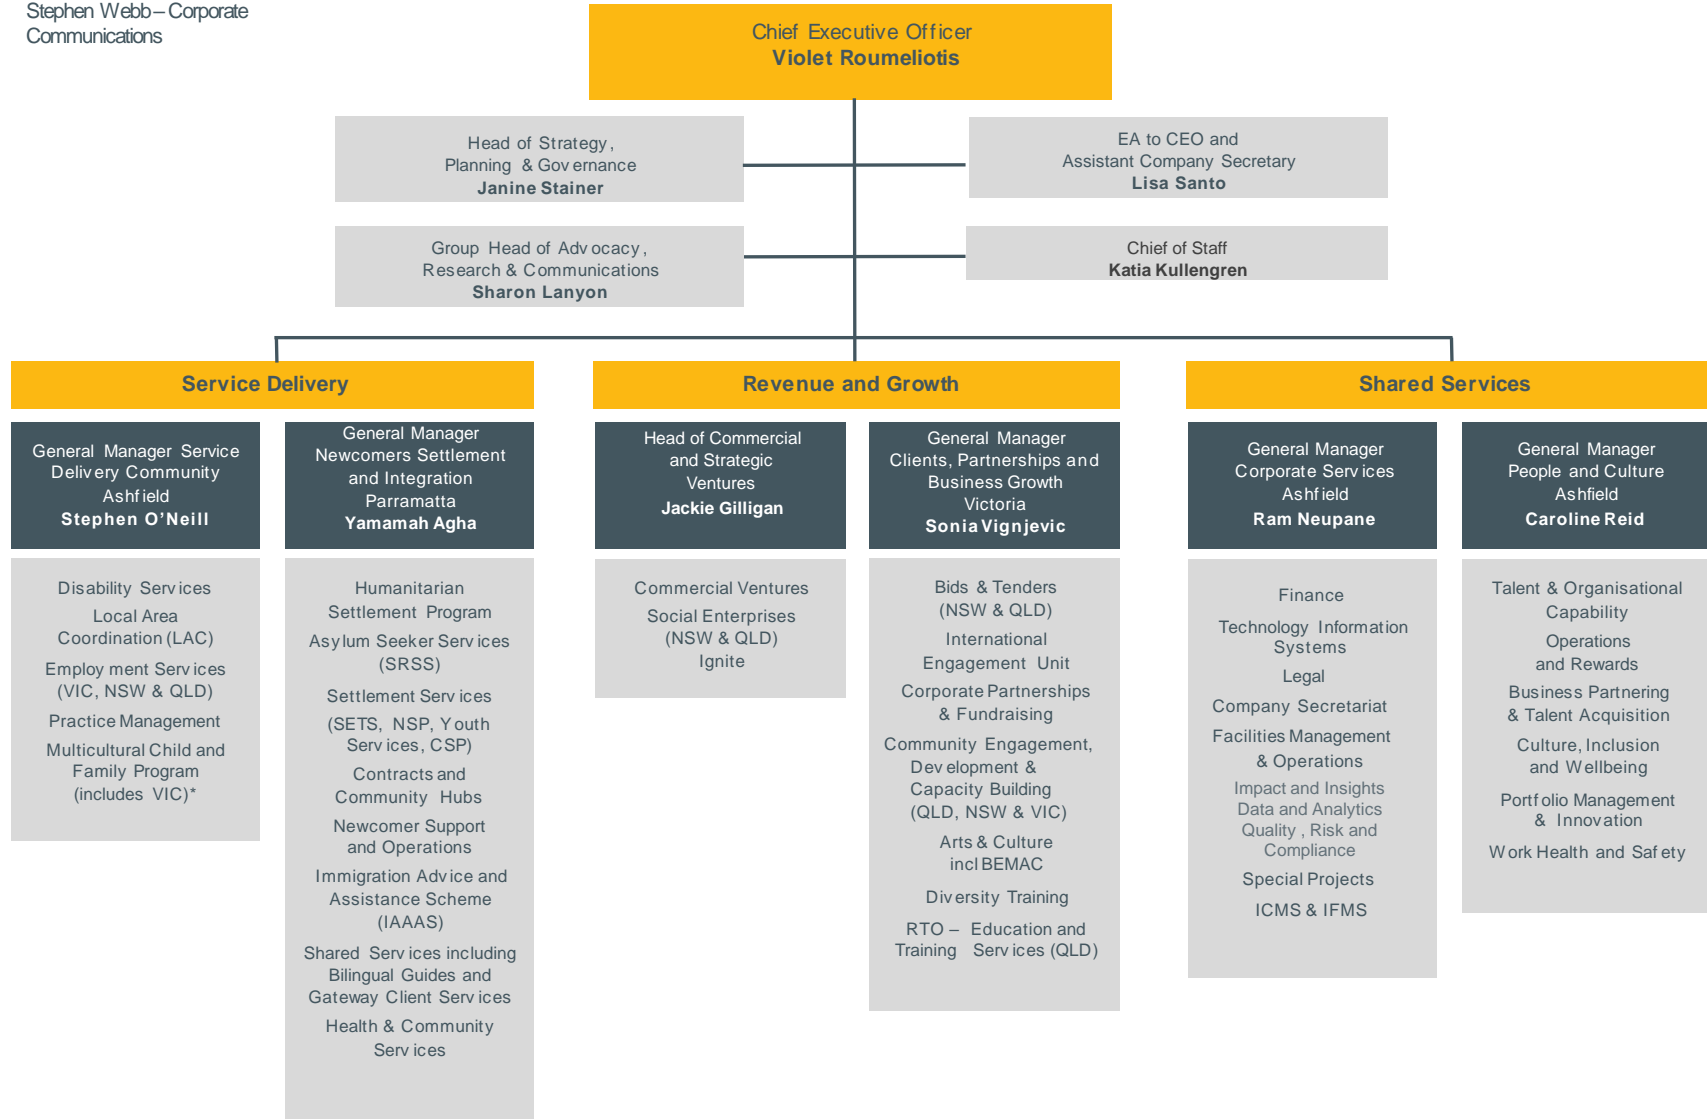 Stephen Webb – Corporate
Communications
Chief Executive Officer
Violet Roumeliotis
Head of Strategy,
Planning & Governance
Janine Stainer
EA to CEO and
Assistant Company Secretary
Lisa Santo
Group Head of Advocacy,
Research & Communications
Sharon Lanyon
Chief of Staff
Katia Kullengren
Service Delivery
Revenue and Growth
Shared Services
General Manager Service
Delivery Community
Ashfield
Stephen O’Neill
General Manager
Newcomers Settlement
and Integration
Parramatta
Yamamah Agha
Head of Commercial
and Strategic
Ventures
Jackie Gilligan
General Manager
Clients, Partnerships and
Business Growth
Victoria
Sonia Vignjevic
General Manager
Corporate Services
Ashfield
Ram Neupane
General Manager
People and Culture
Ashfield
Caroline Reid
Disability Services
Local Area
Coordination (LAC)
Employment Services
(VIC, NSW & QLD)
Practice Management
Multicultural Child and
Family Program
(includes VIC)*
Humanitarian
Settlement Program
Asylum Seeker Services
(SRSS)
Settlement Services
(SETS, NSP, Youth
Services, CSP)
Contracts and
Community Hubs
Newcomer Support
and Operations
Immigration Advice and
Assistance Scheme
(IAAAS)
Shared Services including
Bilingual Guides and
Gateway Client Services
Health & Community
Services
Commercial Ventures
Social Enterprises
(NSW & QLD)
Ignite
Bids & Tenders
(NSW & QLD)
International
Engagement Unit
Corporate Partnerships
& Fundraising
Community Engagement,
Development &
Capacity Building
(QLD, NSW & VIC)
Arts & Culture
incl BEMAC
Diversity Training
RTO – Education and
Training Services (QLD)
Finance
Technology Information
Systems
Legal
Company Secretariat
Facilities Management
& Operations
Impact and Insights
Data and Analytics
Quality, Risk and
Compliance
Special Projects
ICMS & IFMS
Talent & Organisational
Capability
Operations
and Rewards
Business Partnering
& Talent Acquisition
Culture, Inclusion
and Wellbeing
Portfolio Management
& Innovation
Work Health and Safety